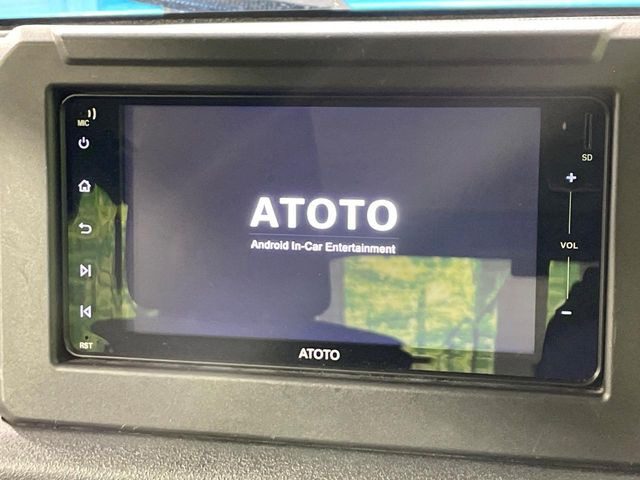 MIC
SD
ATOTO
Android In-Car Entertainment
VOL
RST
ATOTO